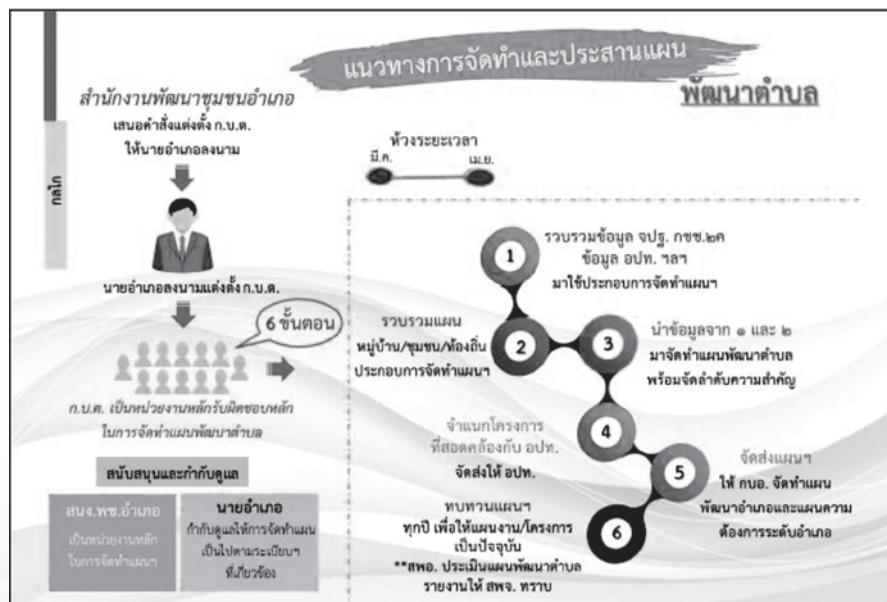 แนวทางการจัดทำและประสานแผน
พัฒนาตำบล
กลไก
สำนักงานพัฒนาชุมชนอำเภอ
เสนอคำสั่งแต่งตั้ง ก.บ.ต.
ให้นายอำเภอลงนาม
นายอำเภอลงนามแต่งตั้ง ก.บ.ต.
6 ขั้นตอน
ก.บ.ต. เป็นหน่วยงานหลักรับผิดชอบหลัก
ในการจัดทำแผนพัฒนาตำบล
สนับสนุนและกำกับดูแล
สนง.พช.อำเภอ
เป็นหน่วยงานหลัก
ในการจัดทำแผนฯ
นายอำเภอ
กำกับดูแลให้การจัดทำแผน
เป็นไปตามระเบียบฯ
ที่เกี่ยวข้อง
ห้วงระยะเวลา
มี.ค.
เม.ย.
1
รวบรวมข้อมูล จปฐ. กชช.๒ค
ข้อมูล อปท. ฯลฯ
มาใช้ประกอบการจัดทำแผนฯ
รวบรวมแผน
หมู่บ้าน/ชุมชน/ท้องถิ่น
ประกอบการจัดทำแผนฯ
2
3
นำข้อมูลจาก ๑ และ ๒
มาจัดทำแผนพัฒนาตำบล
พร้อมจัดลำดับความสำคัญ
จำแนกโครงการ
ที่สอดคล้องกับ อปท.
จัดส่งให้ อปท.
4
5
จัดส่งแผนฯ
ให้ กบอ. จัดทำแผน
พัฒนาอำเภอและแผนความ
ต้องการระดับอำเภอ
ทบทวนแผนฯ
ทุกปี เพื่อให้แผนงาน/โครงการ
เป็นปัจจุบัน
**สพอ. ประเมินแผนพัฒนาตำบล
รายงานให้ สพจ. ทราบ
6